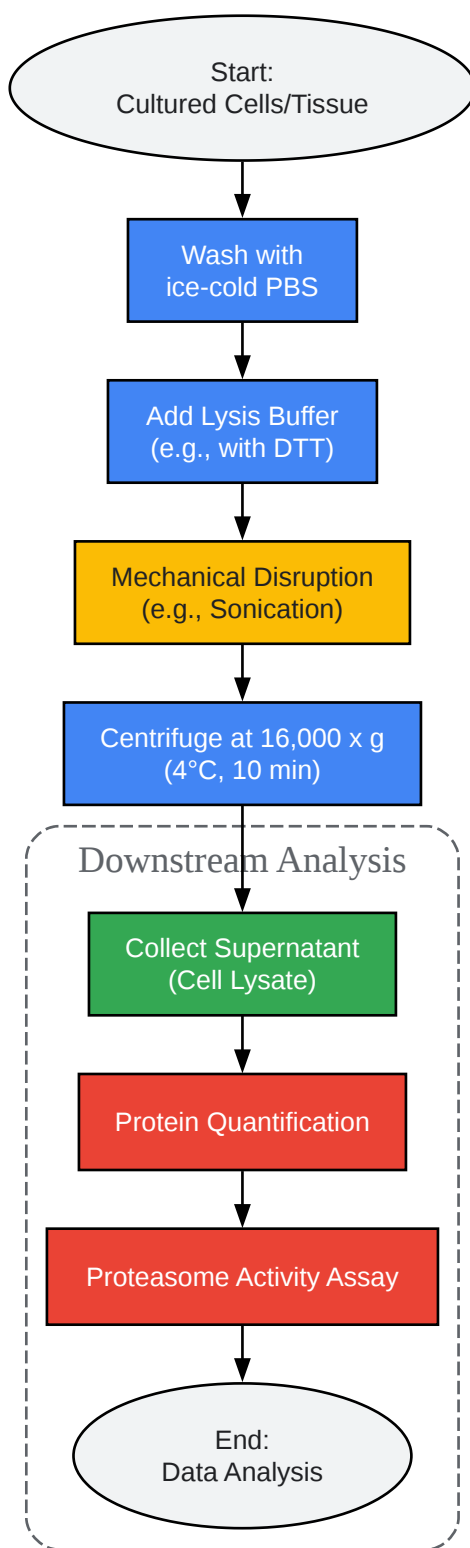 Start:
Cultured Cells/Tissue
Wash with
ice-cold PBS
Add Lysis Buffer
(e.g., with DTT)
Mechanical Disruption
(e.g., Sonication)
Centrifuge at 16,000 x g
(4°C, 10 min)
Downstream Analysis
Collect Supernatant
(Cell Lysate)
Protein Quantification
Proteasome Activity Assay
End:
Data Analysis